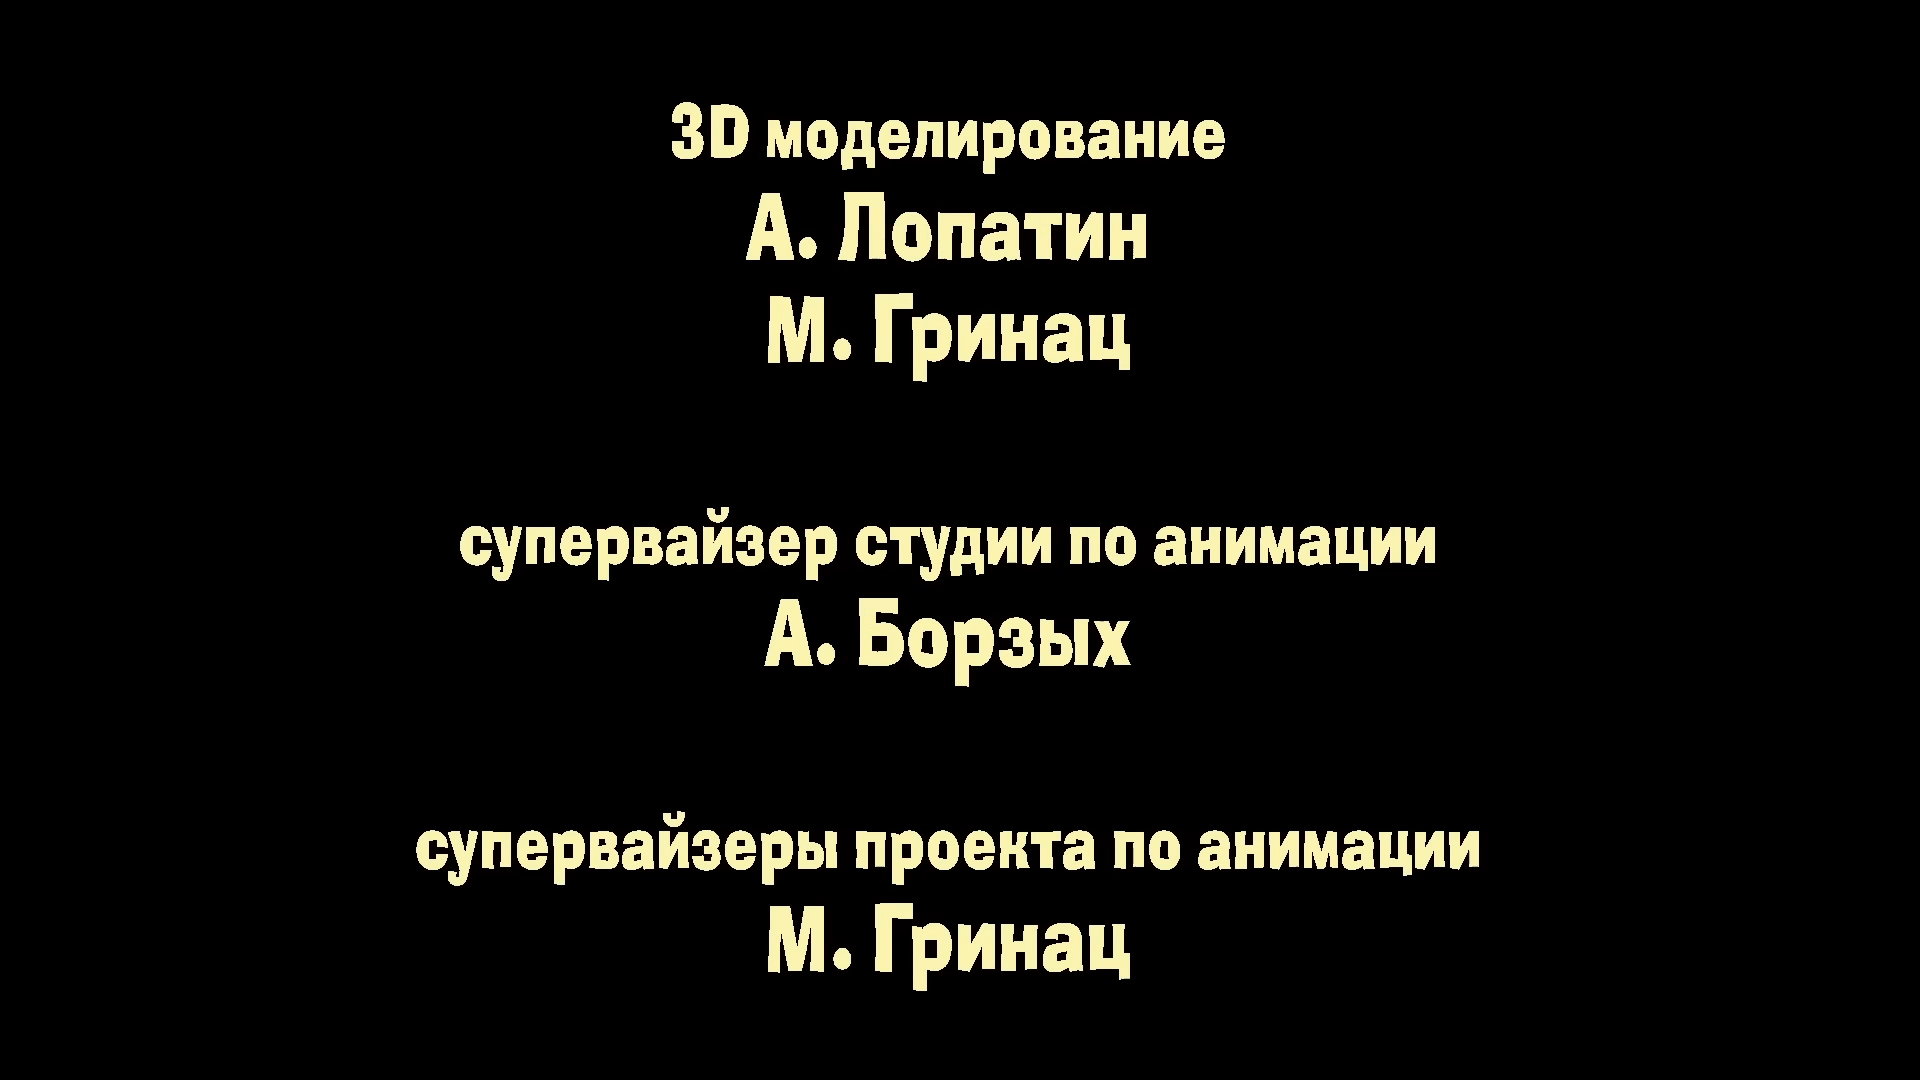 3D моделирование
А. Лопатин
М. Гринац
супервайзер студии по анимации
А. Борзых
супервайзеры проекта по анимации
М. Гринац